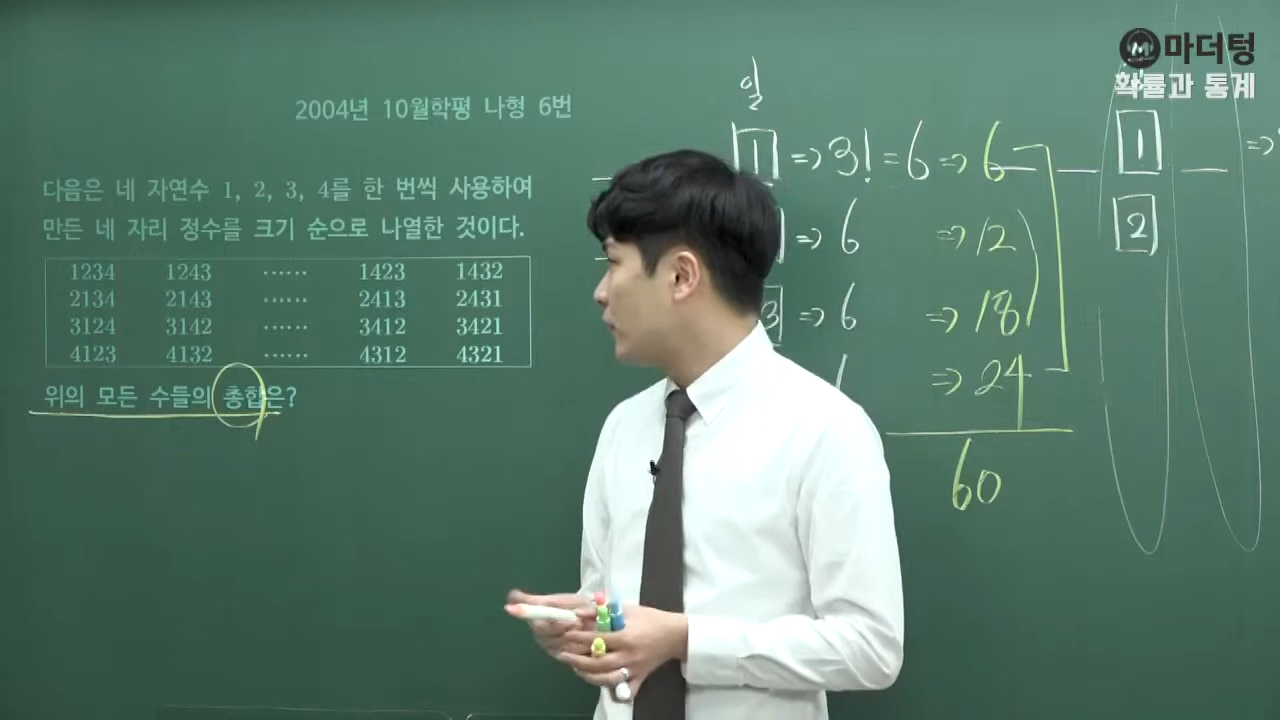 마더텅
확률과 통계
2004년 10월학평 나형 6번
다음은 네 자연수 1, 2, 3, 4를 한 번씩 사용하여
만든 네 자리 정수를 크기 순으로 나열한 것이다.
1234 1243 ······ 1423 1432
2134 2143 ······ 2413 2431
3124 3142 ······ 3412 3421
4123 4132 ······ 4312 4321
위의 모든 수들의 총합은?
일
1 => 3! = 6 => 6
=> 6 => 12
3 => 6 => 18
=> 24
60
1 =>
2